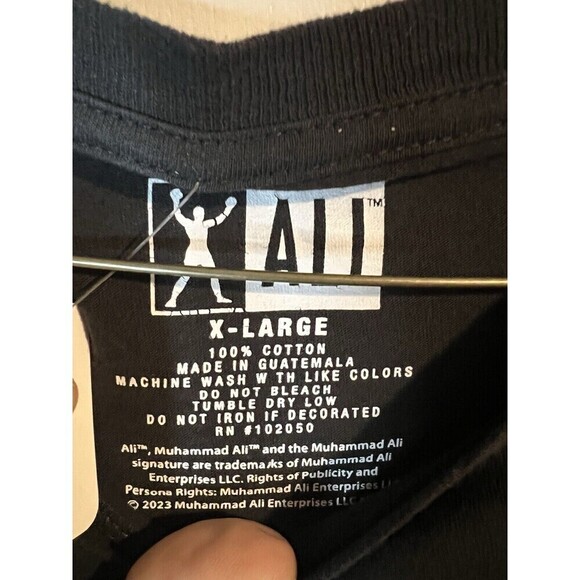 ALI™
X-LARGE
100% COTTON
MADE IN GUATEMALA
MACHINE WASH W TH LIKE COLORS
DO NOT BLEACH
TUMBLE DRY LOW
DO NOT IRON IF DECORATED
RN #102050
Ali™, Muhammad Ali™ and the Muhammad Ali
signature are trademarks of Muhammad Ali
Enterprises LLC. Rights of Publicity and
Persona Rights: Muhammad Ali Enterprises
© 2023 Muhammad Ali Enterprises LLC